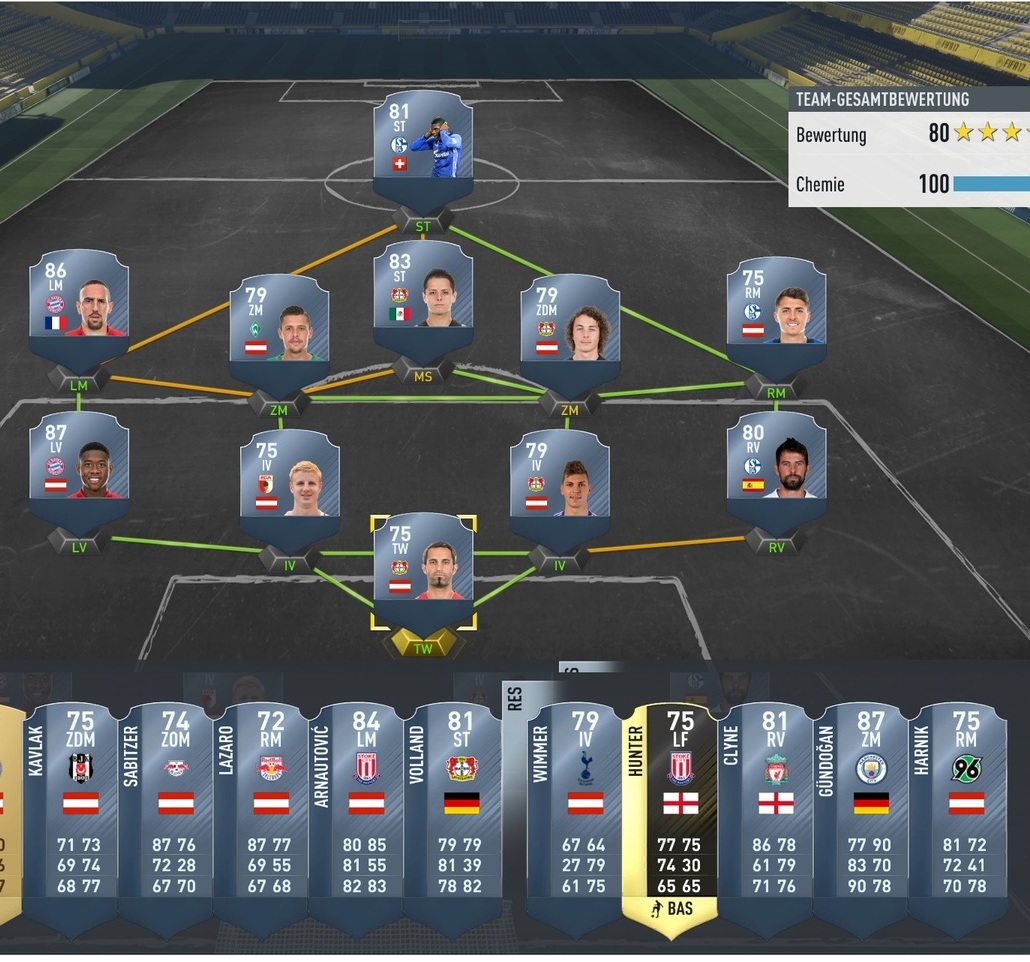 TEAM-GESAMTBEWERTUNG
Bewertung 80
Chemie 100
81
ST
ST
86
LM
LM
79
ZM
ZM
83
ST
MS
79
ZDM
ZM
75
RM
RM
87
LV
LV
75
IV
IV
79
IV
IV
80
RV
RV
75
TW
TW
RES
KAVLAK
75
ZDM
71 73
69 74
68 77
SABITZER
74
ZOM
87 76
72 28
67 70
LAZARO
72
RM
87 77
69 55
67 68
ARNAUTOVIĆ
84
LM
80 85
81 55
82 83
VOLLAND
81
ST
79 79
81 39
78 82
WIMMER
79
IV
67 64
27 79
61 75
HUNTER
75
LF
77 75
74 30
65 65
BAS
CLYNE
81
RV
86 78
61 79
71 76
GÜNDOĞAN
87
ZM
77 90
83 70
90 78
HARNIK
75
RM
96
81 72
72 41
70 78